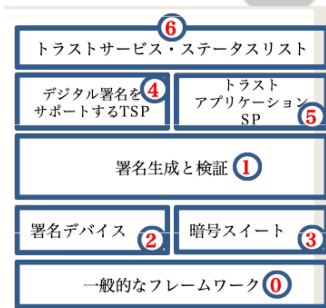 ⑥
トラストサービス・ステータスリスト
デジタル署名を④
サポートするTSP
トラスト
アプリケーション
SP ⑤
署名生成と検証 ①
署名デバイス ②
暗号スイート ③
一般的なフレームワーク⓪